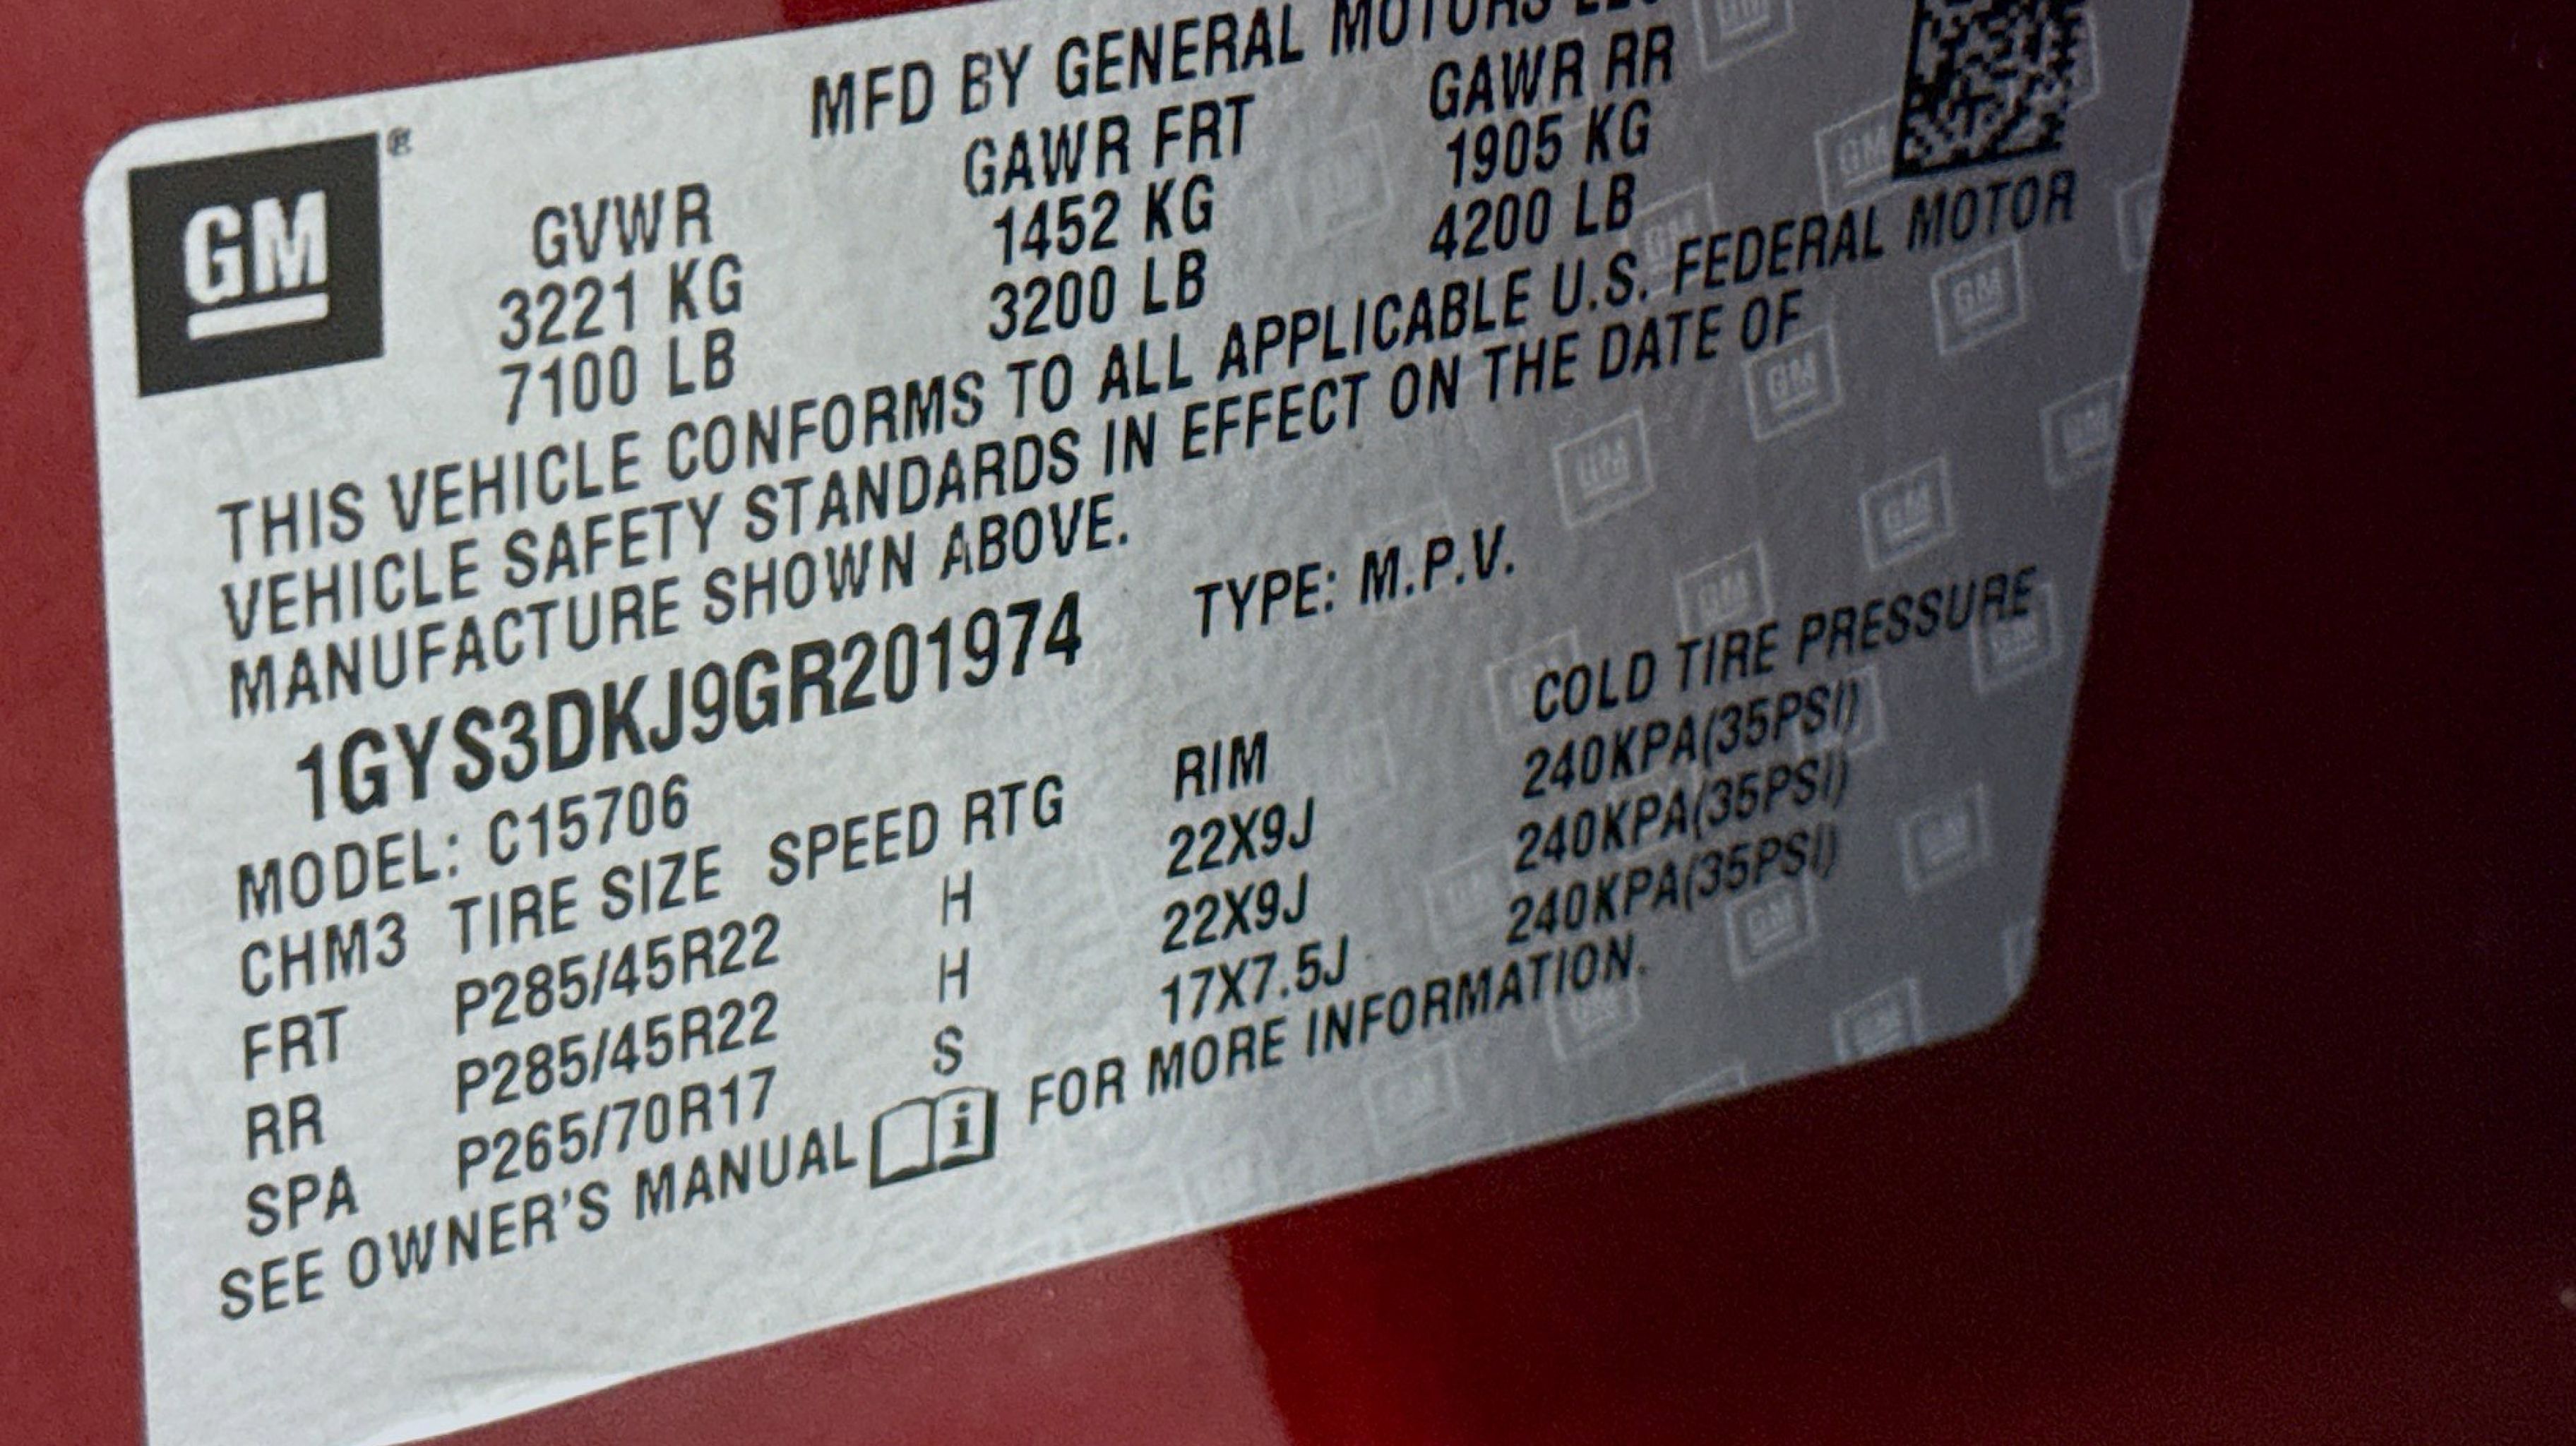 MFD BY GENERAL MOTORS LLC
GM
GVWR GAWR FRT GAWR RR
3221 KG 1452 KG 1905 KG
7100 LB 3200 LB 4200 LB
THIS VEHICLE CONFORMS TO ALL APPLICABLE U.S. FEDERAL MOTOR
VEHICLE SAFETY STANDARDS IN EFFECT ON THE DATE OF
MANUFACTURE SHOWN ABOVE.
1GYS3DKJ9GR201974 TYPE: M.P.V.
MODEL: C15706
CHM3 TIRE SIZE SPEED RTG RIM COLD TIRE PRESSURE
FRT P285/45R22 H 22X9J 240KPA(35PSI)
RR P285/45R22 H 22X9J 240KPA(35PSI)
SPA P265/70R17 S 17X7.5J 240KPA(35PSI)
SEE OWNER'S MANUAL i FOR MORE INFORMATION.